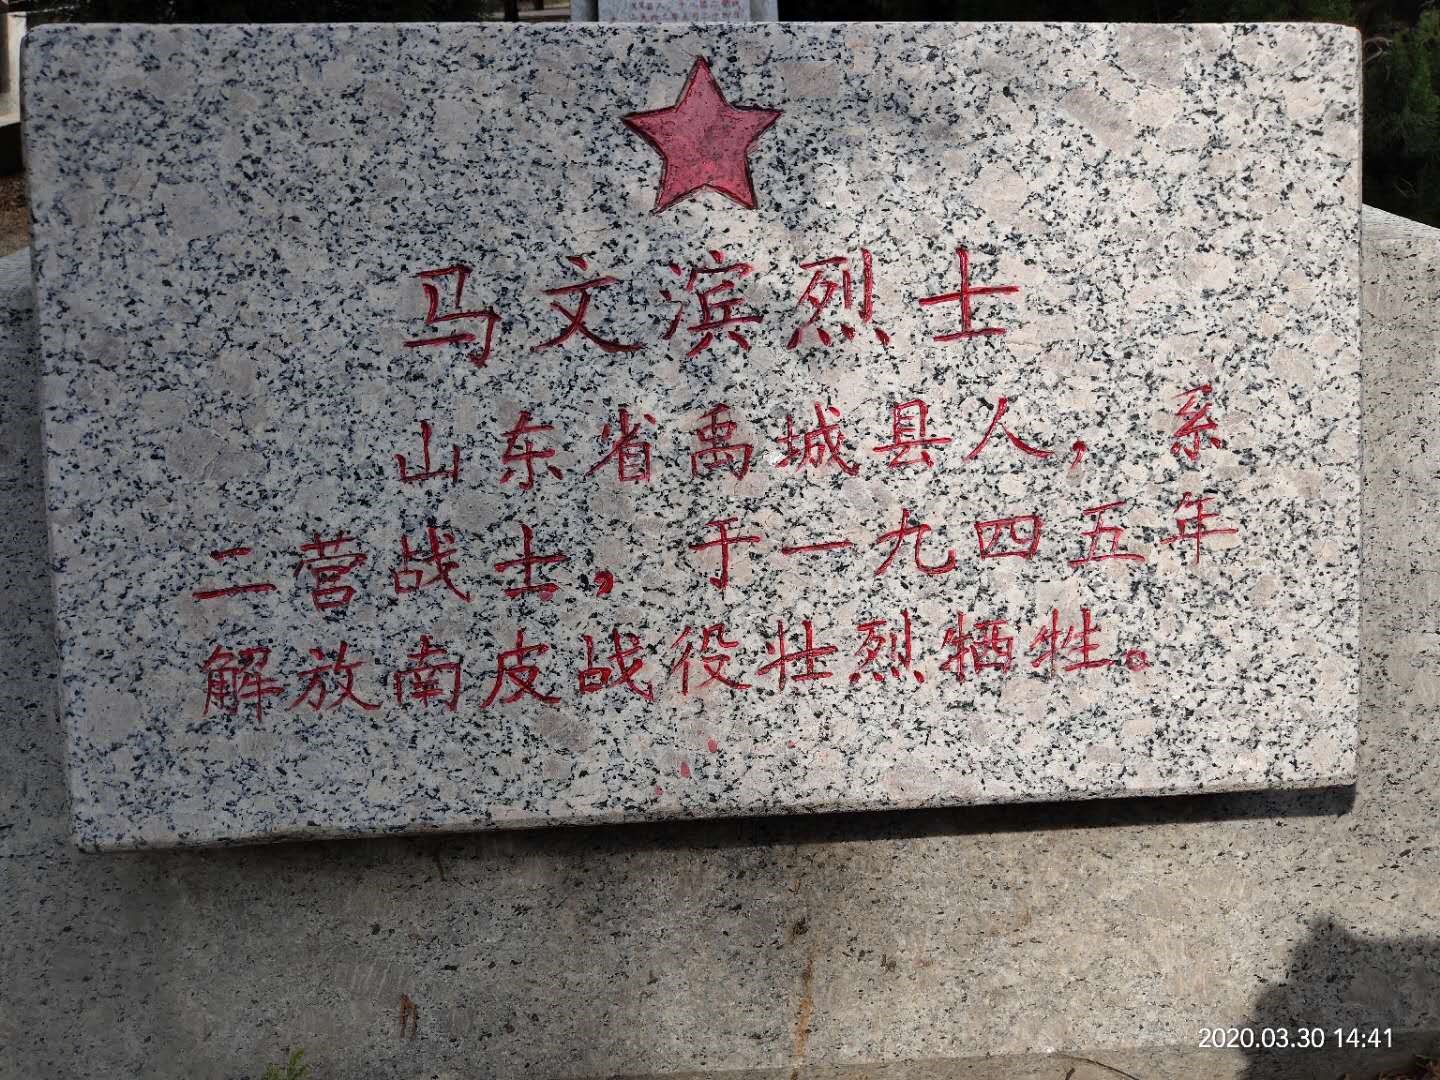 马文滨烈士
山东省禹城县人，系
二营战士，于一九四五年
解放南皮战役壮烈牺牲。
2020.03.30 14:41